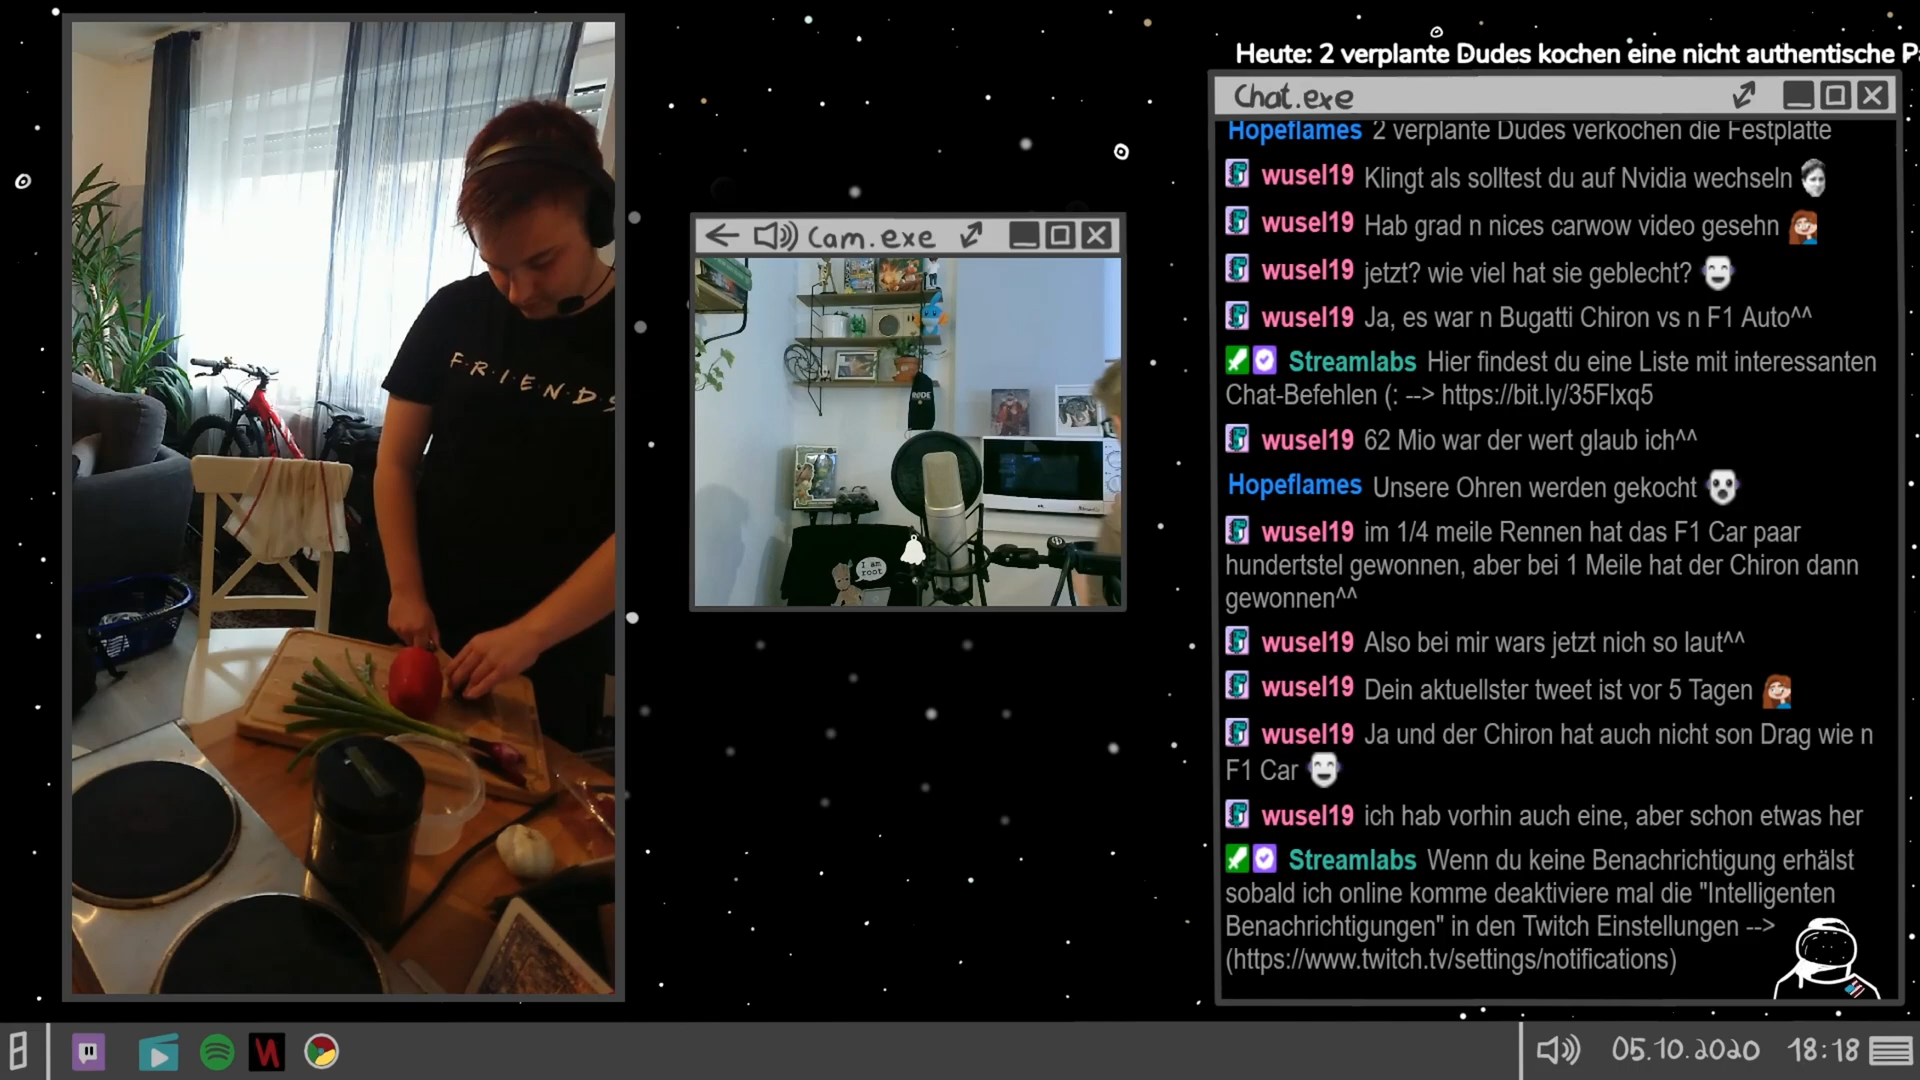 Heute: 2 verplante Dudes kochen eine nicht authentische
Chat.exe
Hopeflames 2 verplante Dudes verkochen die Festplatte
wusel19 Klingt als solltest du auf Nvidia wechseln
wusel19 Hab grad n nices carwow video gesehn
wusel19 jetzt? wie viel hat sie geblecht?
wusel19 Ja, es war n Bugatti Chiron vs n F1 Auto^^
Streamlabs Hier findest du eine Liste mit interessanten
Chat-Befehlen (: --> https://bit.ly/35Flxq5
wusel19 62 Mio war der wert glaub ich^^
Hopeflames Unsere Ohren werden gekocht
wusel19 im 1/4 meile Rennen hat das F1 Car paar
hundertstel gewonnen, aber bei 1 Meile hat der Chiron dann
gewonnen^^
wusel19 Also bei mir wars jetzt nich so laut^^
wusel19 Dein aktuellster tweet ist vor 5 Tagen
wusel19 Ja und der Chiron hat auch nicht son Drag wie n
F1 Car
wusel19 ich hab vorhin auch eine, aber schon etwas her
Streamlabs Wenn du keine Benachrichtigung erhälst
sobald ich online komme deaktiviere mal die "Intelligenten
Benachrichtigungen" in den Twitch Einstellungen -->
(https://www.twitch.tv/settings/notifications)
Cam.exe
RØDE
I am
root
F·R·I·E·N·D·S
05.10.2020 18:18